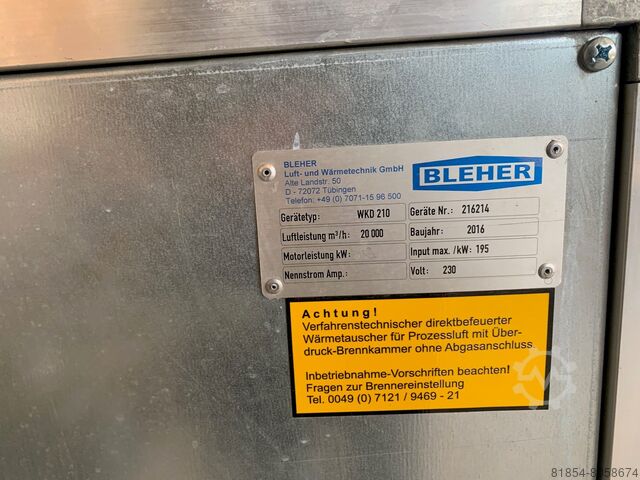 BLEHER
Luft- und Wärmetechnik GmbH
Alte Landstr. 50
D - 72072 Tübingen
Telefon: +49 (0) 7071-15 96 500
BLEHER
Gerätetyp: WKD 210
Geräte Nr.: 216214
Luftleistung m³/h: 20 000
Baujahr: 2016
Motorleistung kW:
Input max. /kW: 195
Nennstrom Amp.:
Volt: 230
Achtung!
Verfahrenstechnischer direktbefeuerter
Wärmetauscher für Prozessluft mit Über-
druck-Brennkammer ohne Abgasanschluss
Inbetriebnahme-Vorschriften beachten!
Fragen zur Brennereinstellung
Tel. 0049 (0) 7121 / 9469 - 21